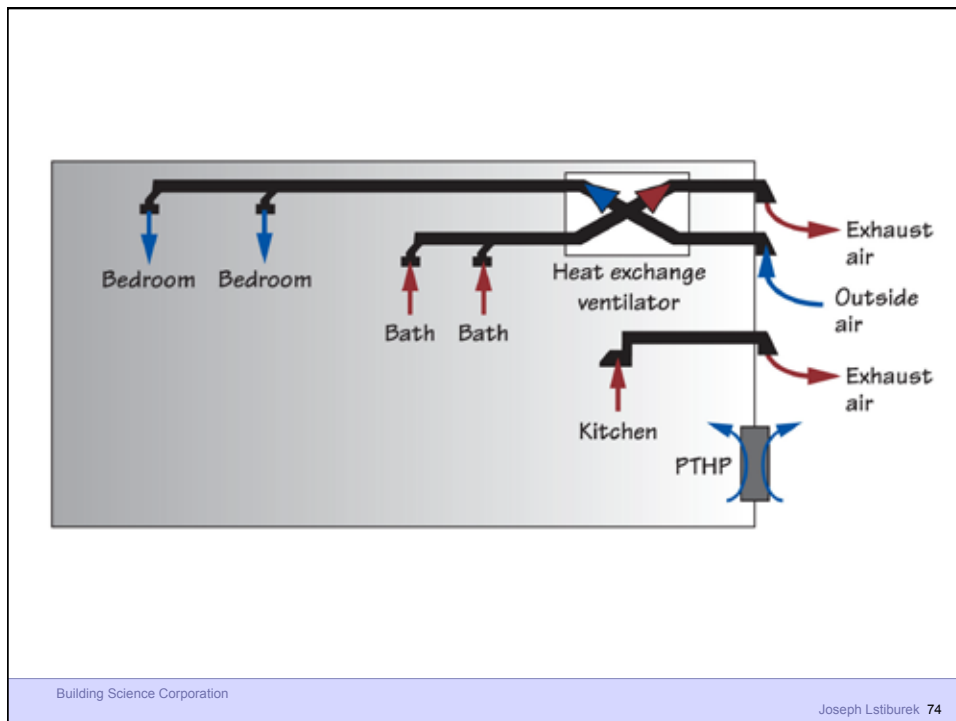 Exhaust
air
Bedroom Bedroom
Heat exchange
ventilator
Outside
air
Bath Bath
Exhaust
air
Kitchen
PTHP
Building Science Corporation
Joseph Lstiburek 74